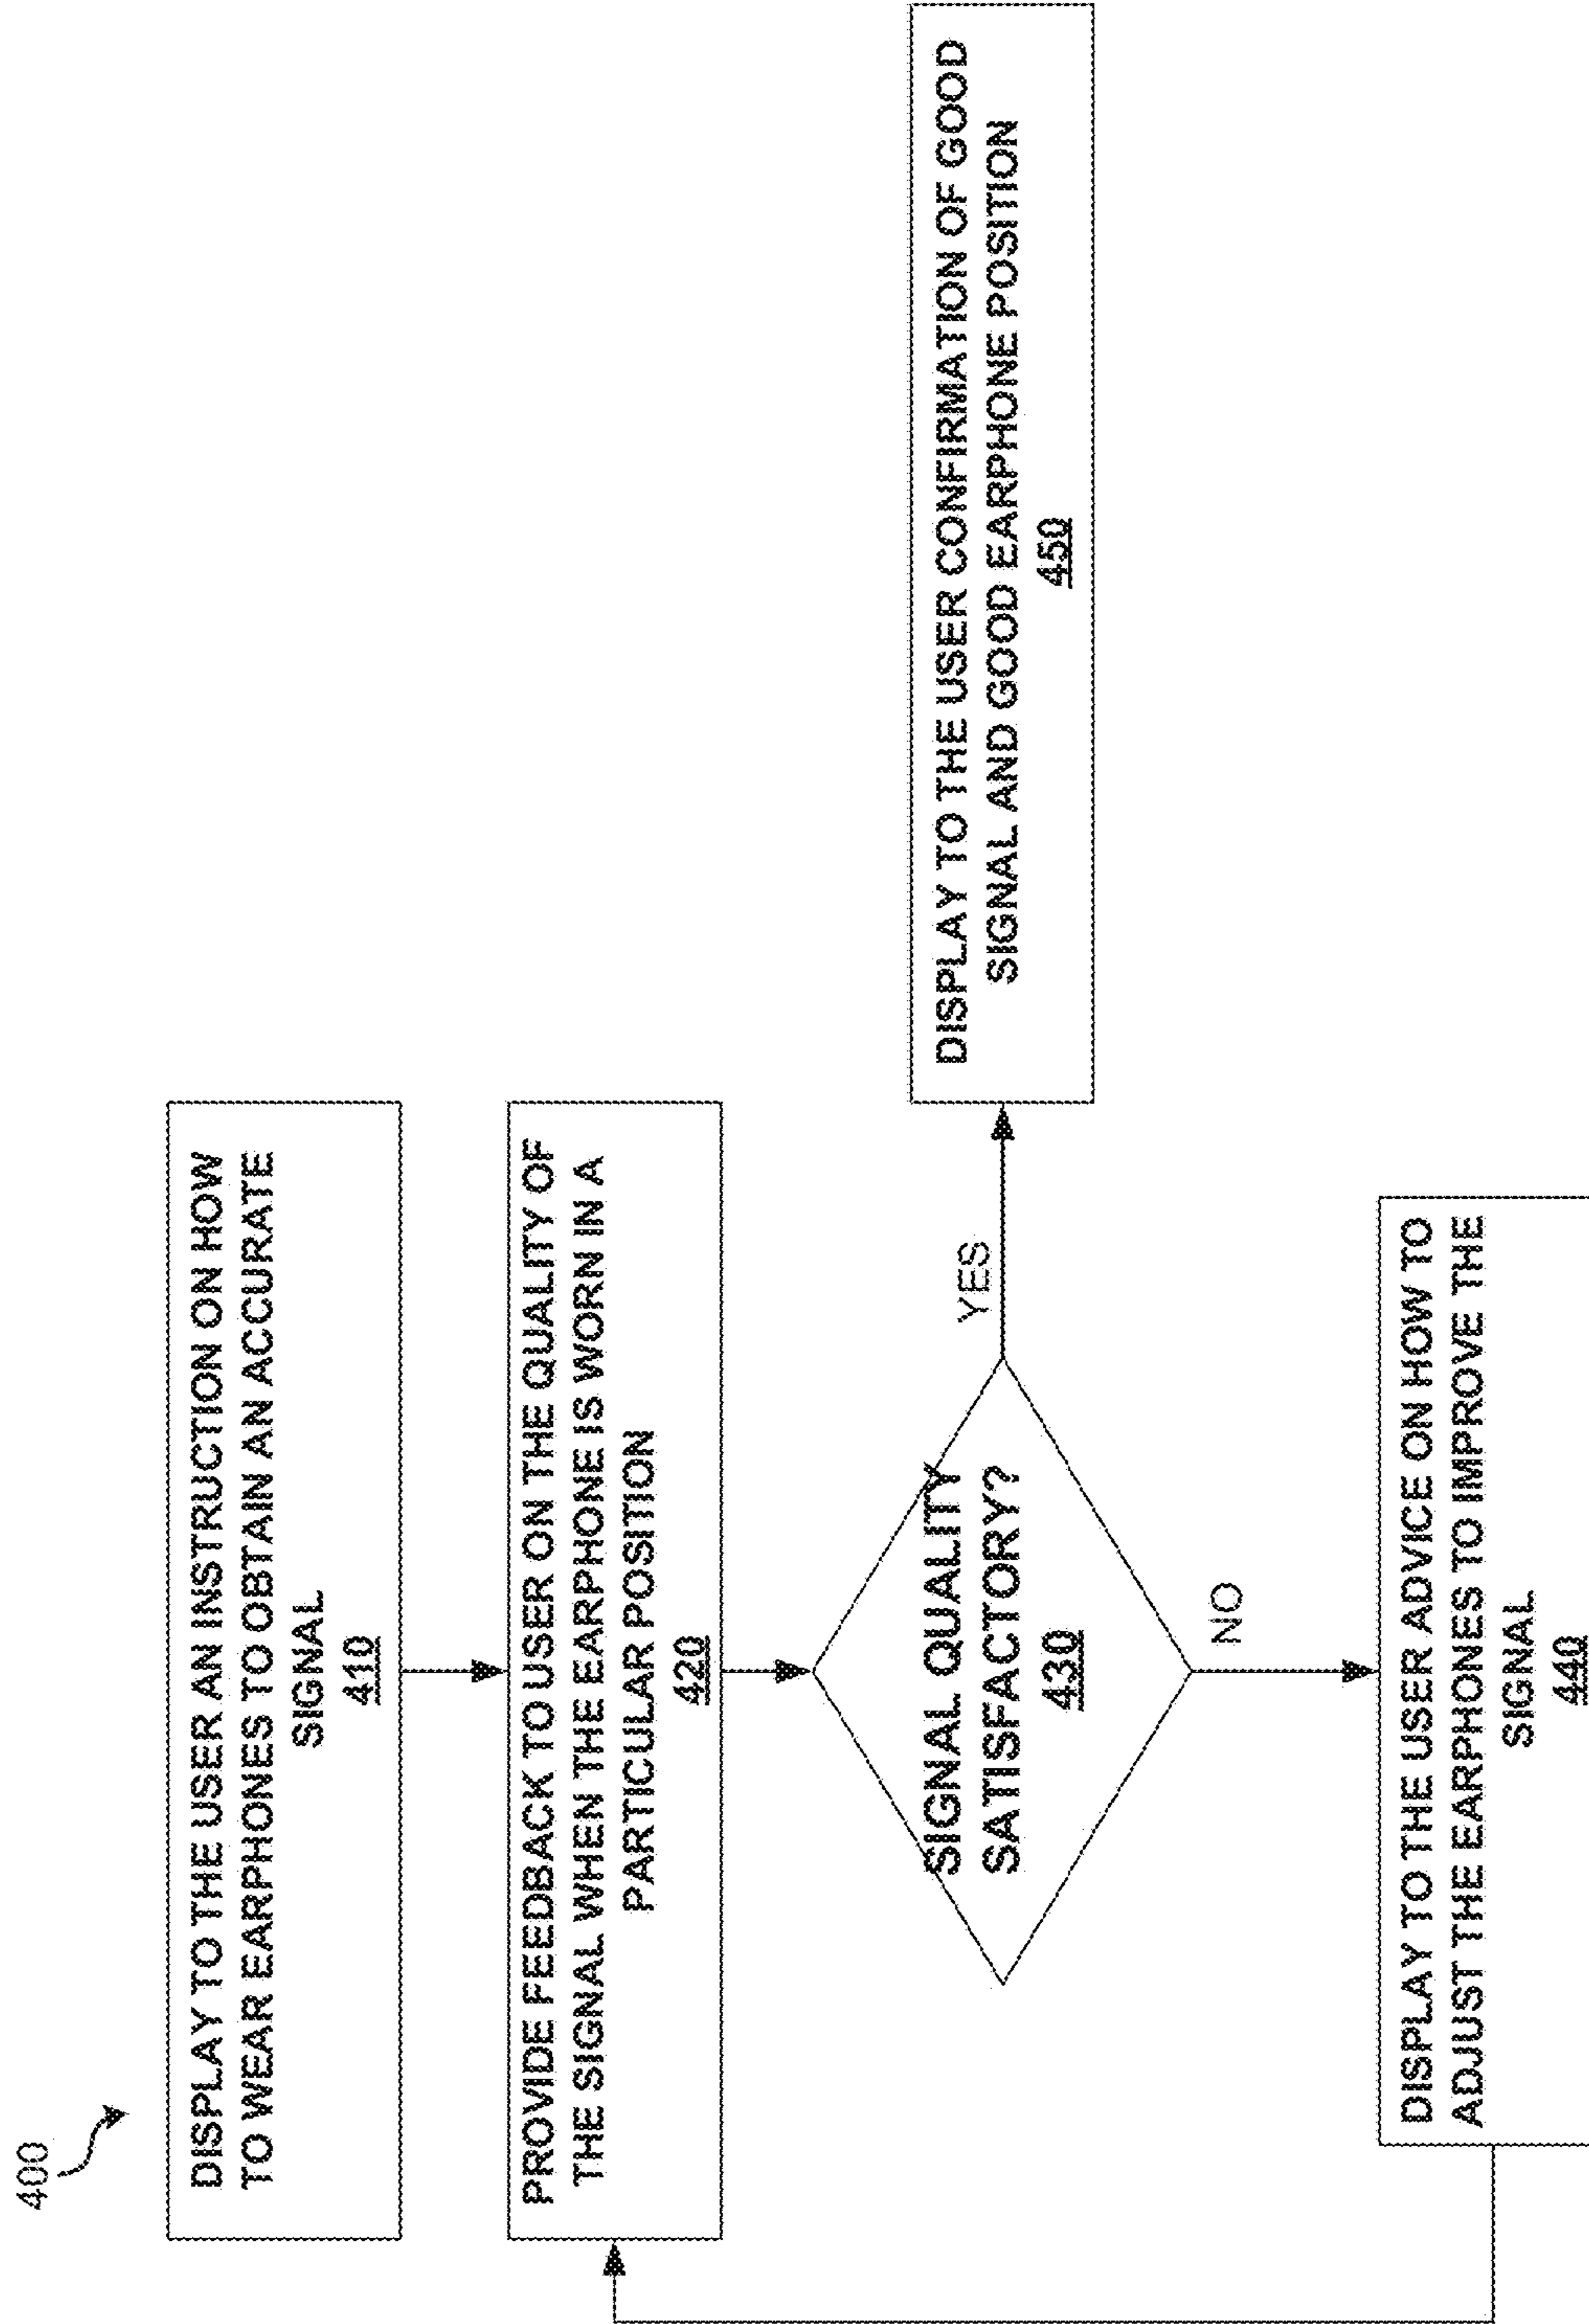 400
DISPLAY TO THE USER AN INSTRUCTION ON HOW
TO WEAR EARPHONES TO OBTAIN AN ACCURATE
SIGNAL
410
PROVIDE FEEDBACK TO USER ON THE QUALITY OF
THE SIGNAL WHEN THE EARPHONE IS WORN IN A
PARTICULAR POSITION
420
SIGNAL QUALITY
SATISFACTORY?
430
YES
DISPLAY TO THE USER CONFIRMATION OF GOOD
SIGNAL AND GOOD EARPHONE POSITION
450
NO
DISPLAY TO THE USER ADVICE ON HOW TO
ADJUST THE EARPHONES TO IMPROVE THE
SIGNAL
440